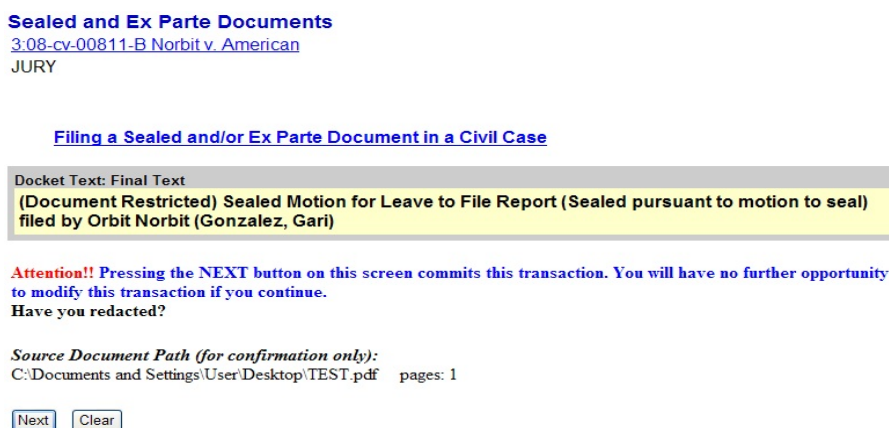 Sealed and Ex Parte Documents
3:08-cv-00811-B Norbit v. American
JURY
Filing a Sealed and/or Ex Parte Document in a Civil Case
Docket Text: Final Text
(Document Restricted) Sealed Motion for Leave to File Report (Sealed pursuant to motion to seal)
filed by Orbit Norbit (Gonzalez, Gari)
Attention!! Pressing the NEXT button on this screen commits this transaction. You will have no further opportunity
to modify this transaction if you continue.
Have you redacted?
Source Document Path (for confirmation only):
C:\Documents and Settings\User\Desktop\TEST.pdf pages: 1
Next Clear